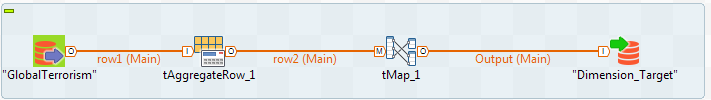 O row1 (Main) I O row2 (Main) M O Output (Main) I
"GlobalTerrorism" tAggregateRow_1 tMap_1 "Dimension_Target"